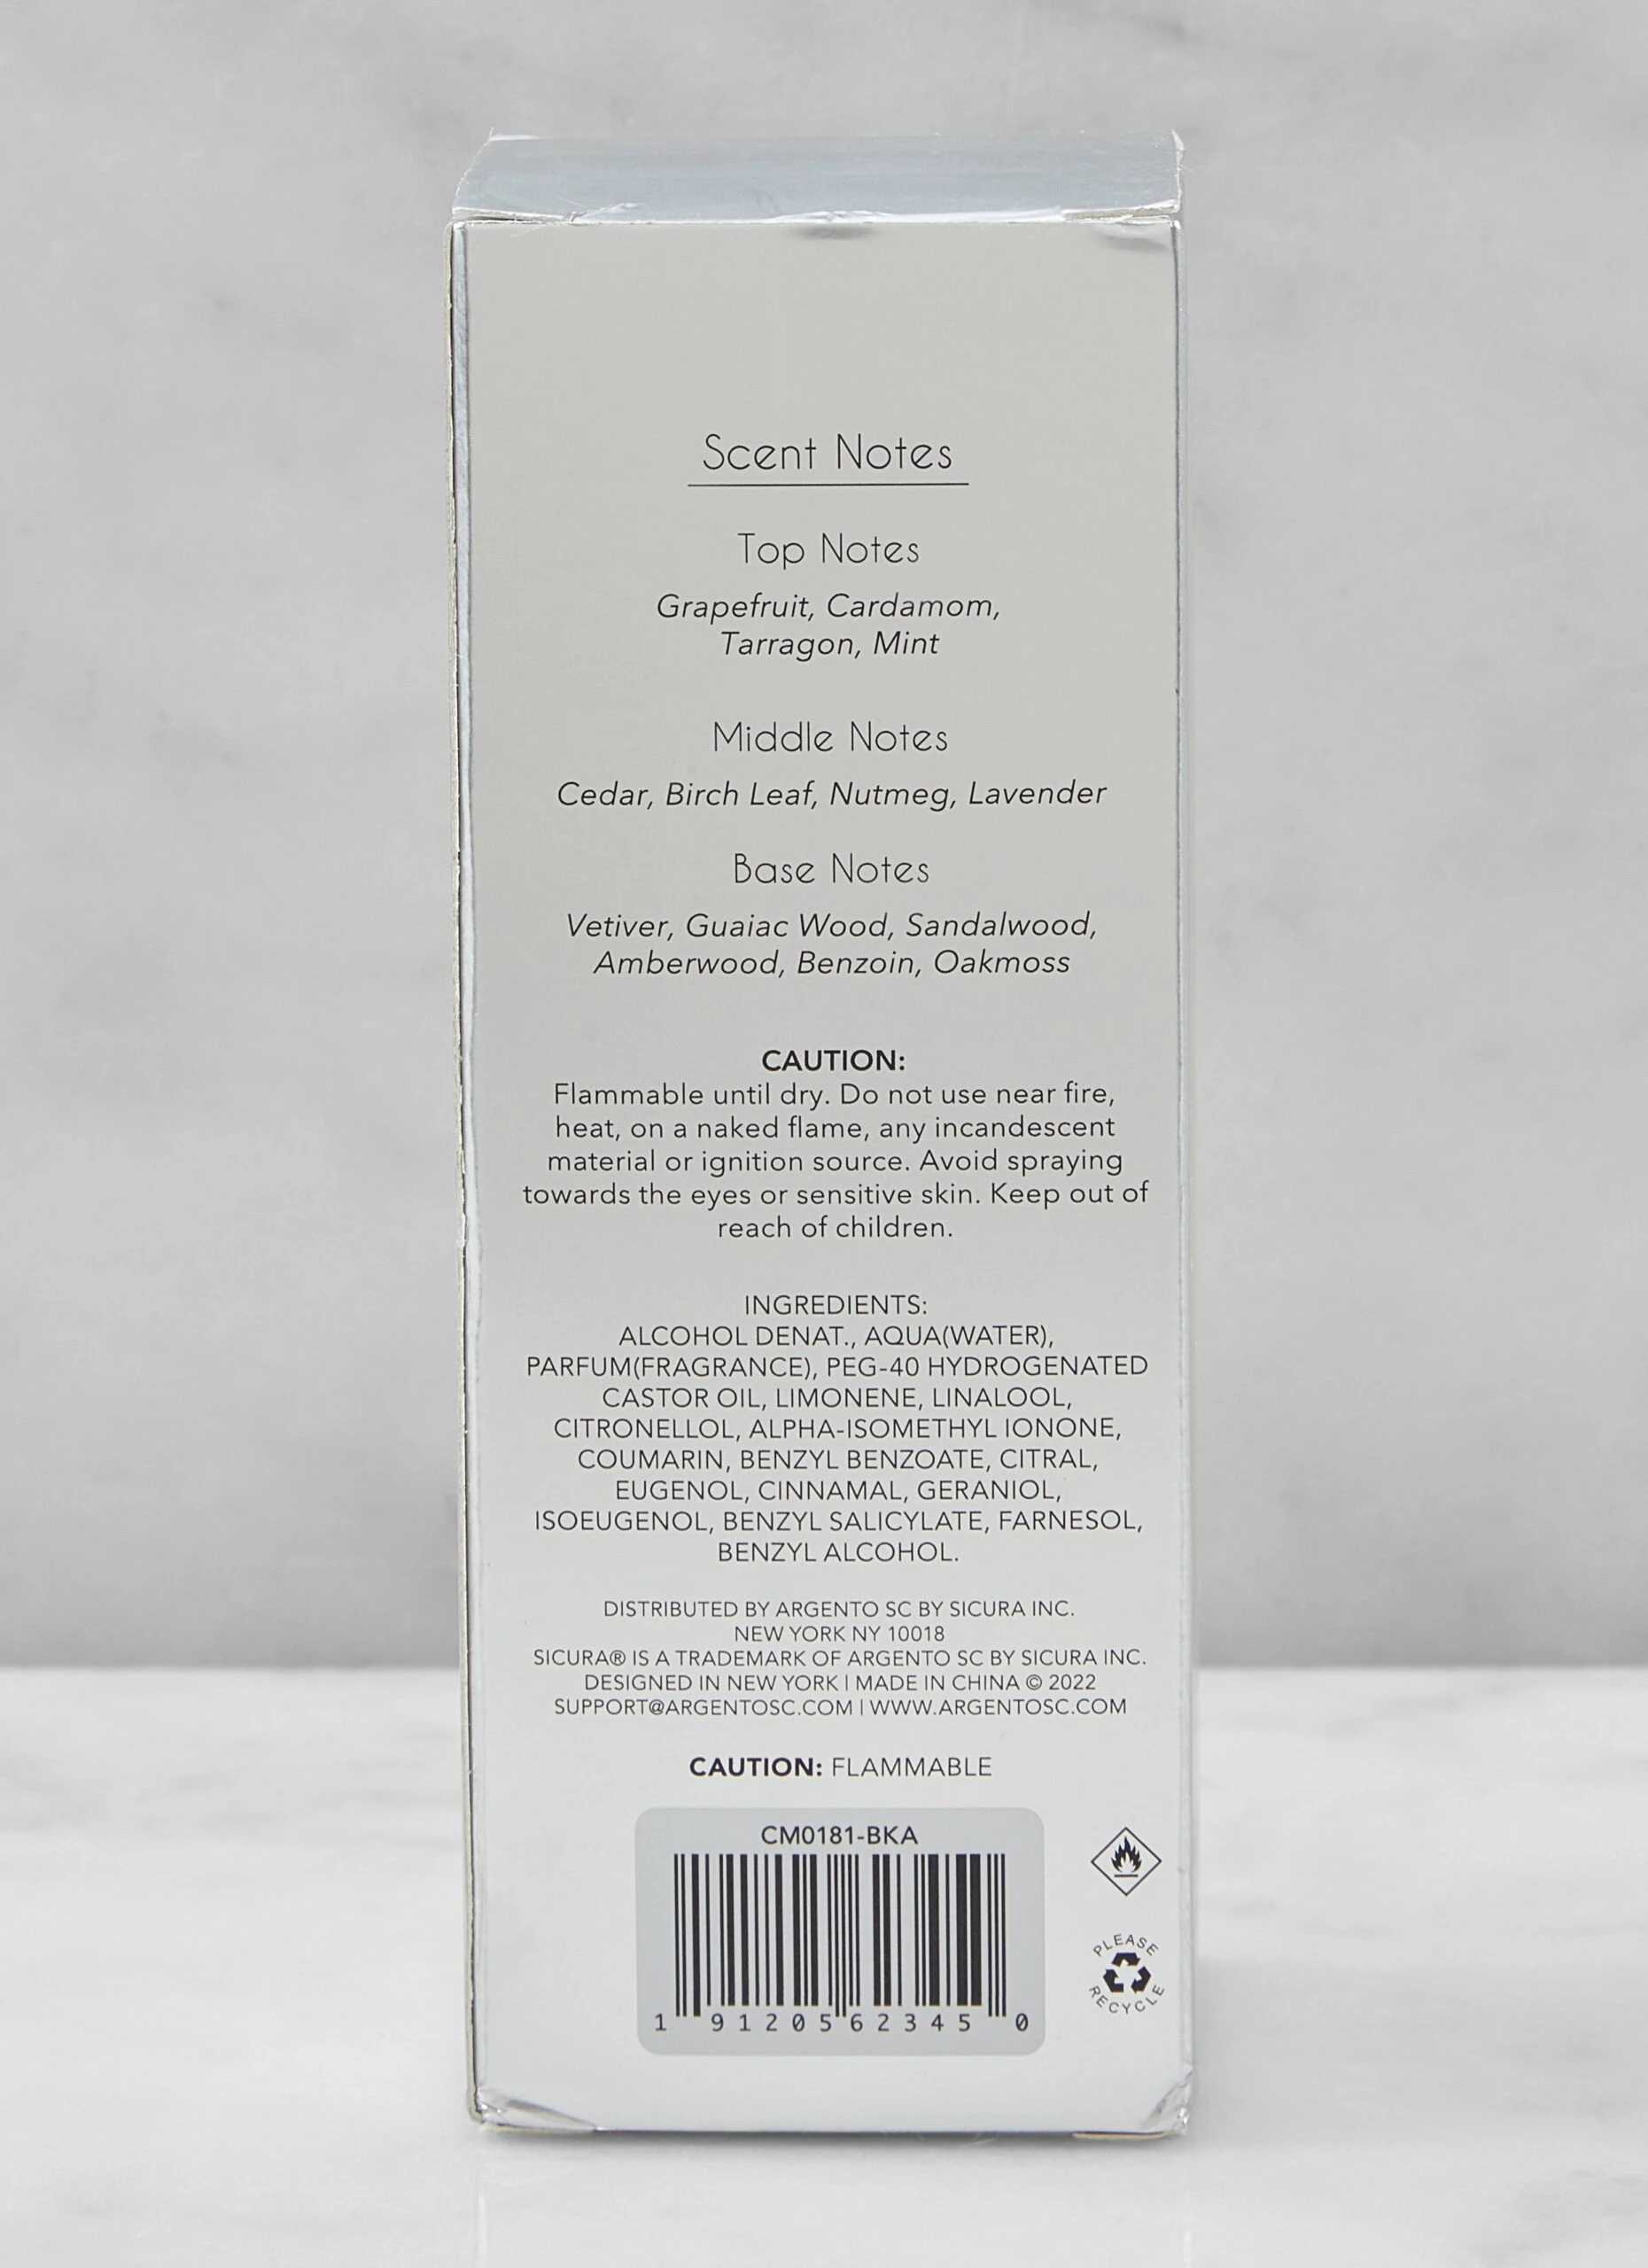 Scent Notes
Top Notes
Grapefruit, Cardamom,
Tarragon, Mint
Middle Notes
Cedar, Birch Leaf, Nutmeg, Lavender
Base Notes
Vetiver, Guaiac Wood, Sandalwood,
Amberwood, Benzoin, Oakmoss
CAUTION:
Flammable until dry. Do not use near fire,
heat, on a naked flame, any incandescent
material or ignition source. Avoid spraying
towards the eyes or sensitive skin. Keep out of
reach of children.
INGREDIENTS:
ALCOHOL DENAT., AQUA(WATER),
PARFUM(FRAGRANCE), PEG-40 HYDROGENATED
CASTOR OIL, LIMONENE, LINALOOL,
CITRONELLOL, ALPHA-ISOMETHYL IONONE,
COUMARIN, BENZYL BENZOATE, CITRAL,
EUGENOL, CINNAMAL, GERANIOL,
ISOEUGENOL, BENZYL SALICYLATE, FARNESOL,
BENZYL ALCOHOL.
DISTRIBUTED BY ARGENTO SC BY SICURA INC.
NEW YORK NY 10018
SICURA® IS A TRADEMARK OF ARGENTO SC BY SICURA INC.
DESIGNED IN NEW YORK | MADE IN CHINA © 2022
SUPPORT@ARGENTOSC.COM | WWW.ARGENTOSC.COM
CAUTION: FLAMMABLE
CM0181-BKA
1 91205 62345 0
PLEASE
RECYCLE